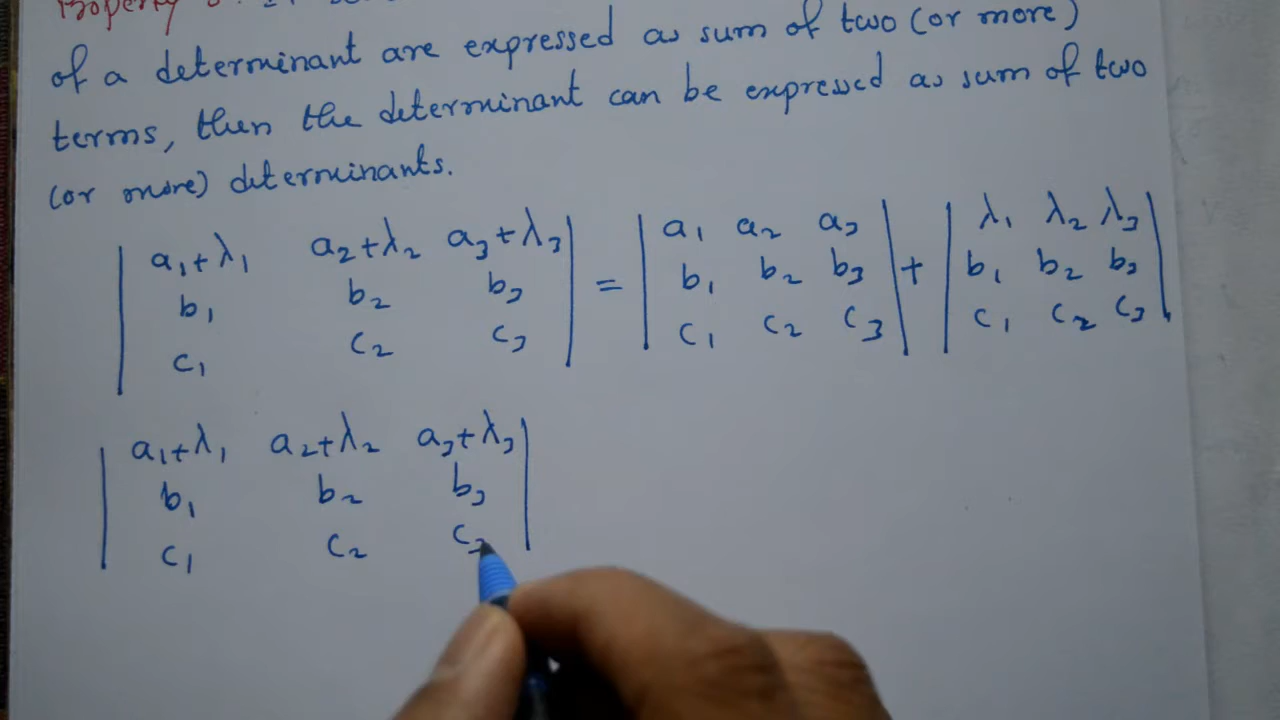 Property
of a determinant are expressed as sum of two (or more)
terms, then the determinant can be expressed as sum of two
(or more) determinants.
| a₁+λ₁ a₂+λ₂ a₃+λ₃ | = | a₁ a₂ a₃ | + | λ₁ λ₂ λ₃ |
| b₁ b₂ b₃ | | b₁ b₂ b₃ | | b₁ b₂ b₃ |
| c₁ c₂ c₃ | | c₁ c₂ c₃ | | c₁ c₂ c₃ |
| a₁+λ₁ a₂+λ₂ a₃+λ₃ |
| b₁ b₂ b₃ |
| c₁ c₂ c₃ |